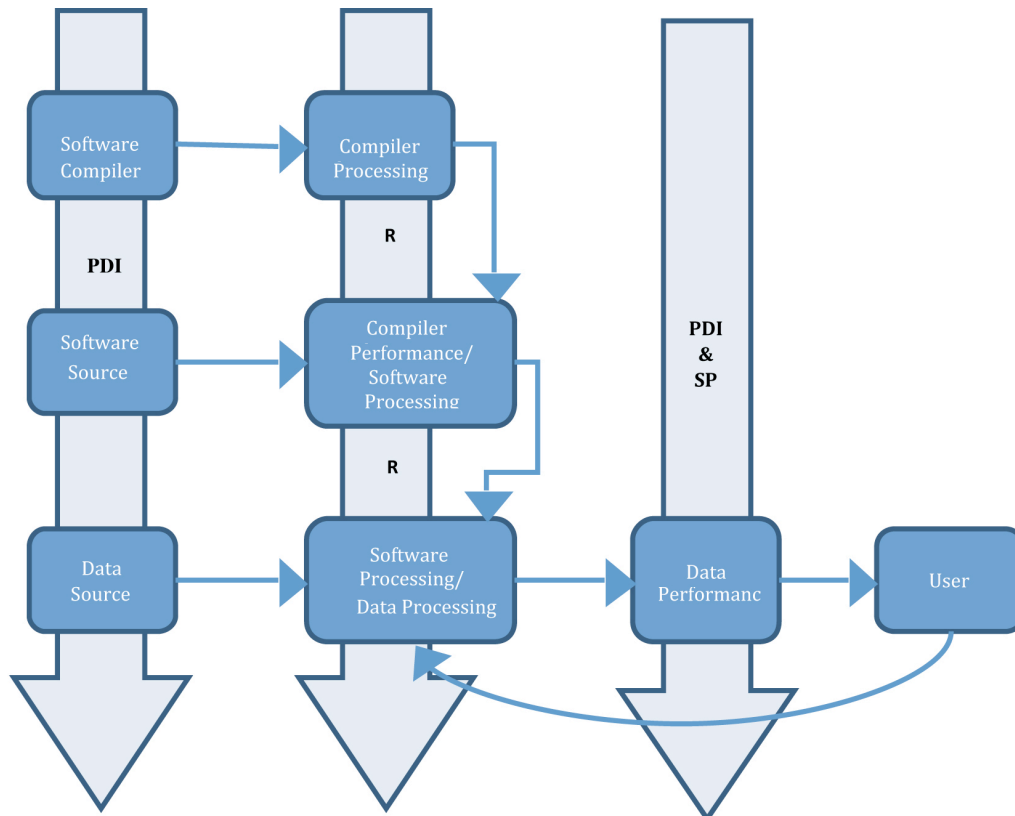 Software
Compiler
Compiler
Processing
R
PDI
Software
Source
Compiler
Performance/
Software
Processing
PDI
&
SP
R
Data
Source
Software
Processing/
Data Processing
Data
Performanc
User